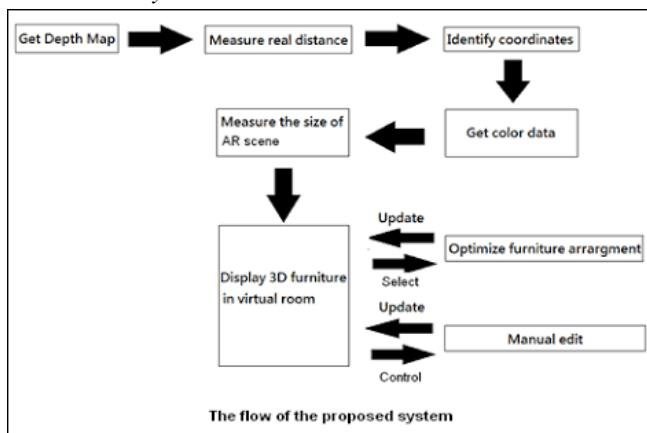 Get Depth Map
Measure real distance
Identify coordinates
Measure the size of
AR scene
Get color data
Update
Optimize furniture arrargment
Select
Display 3D furniture
in virtual room
Update
Manual edit
Control
The flow of the proposed system